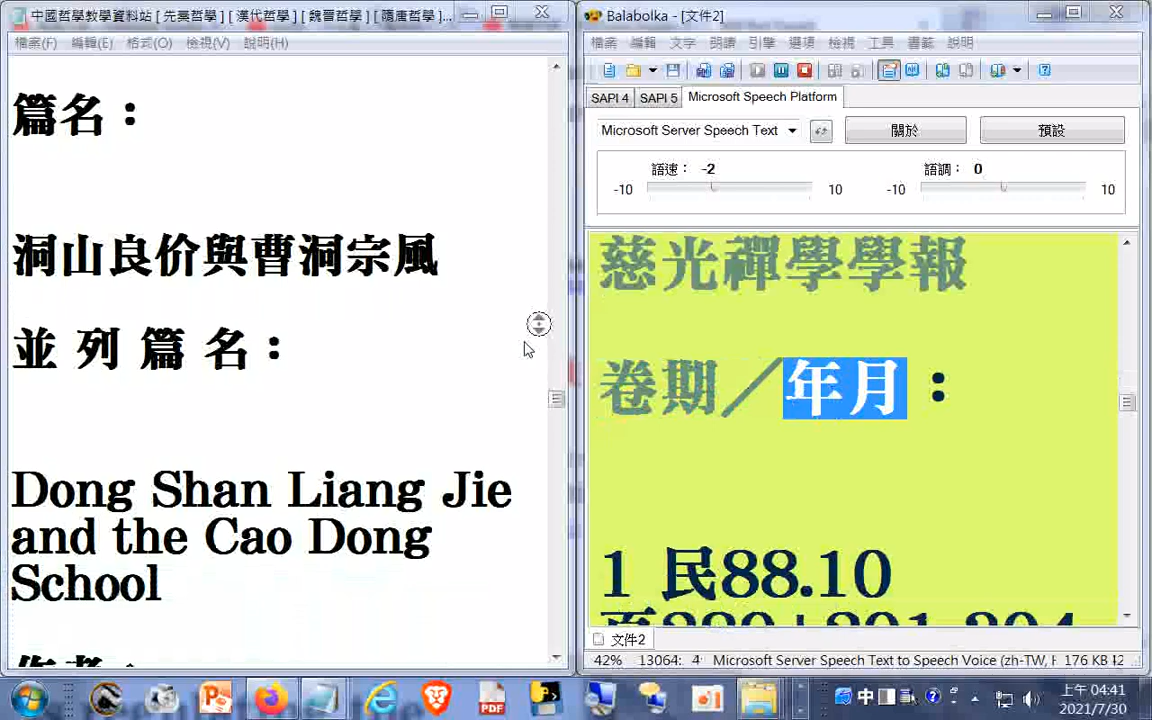 中國哲學教學資料站 [ 先秦哲學 ] [ 漢代哲學 ] [ 魏晉哲學 ] [ 隋唐哲學 ]...
檔案(F) 編輯(E) 格式(O) 檢視(V) 說明(H)
篇名：
洞山良价與曹洞宗風
並 列 篇 名：
Dong Shan Liang Jie
and the Cao Dong
School
作者：
Balabolka - [文件2]
檔案 編輯 文字 朗讀 引擎 選項 檢視 工具 書籤 說明
SAPI 4 SAPI 5 Microsoft Speech Platform
Microsoft Server Speech Text 關於 預設
語速： -2 語調： 0
-10 10 -10 10
慈光禪學學報
卷期／年月：
1 民88.10
文件2
42% 13064: 4 Microsoft Server Speech Text to Speech Voice (zh-TW, 176 KB
中 上午 04:41
2021/7/30